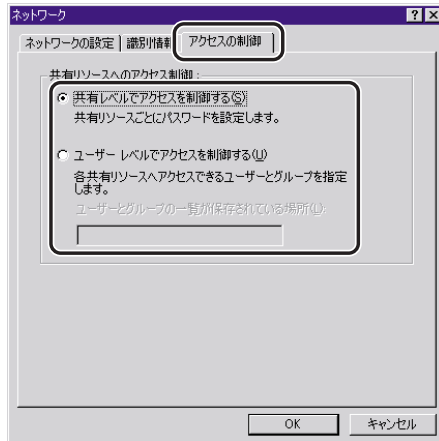 ネットワーク
ネットワークの設定 識別情報 アクセスの制御
共有リソースへのアクセス制御:
共有レベルでアクセスを制御する(S)
共有リソースごとにパスワードを設定します。
ユーザー レベルでアクセスを制御する(U)
各共有リソースへアクセスできるユーザーとグループを指定
します。
ユーザーとグループの一覧が保存されている場所(L):
OK キャンセル